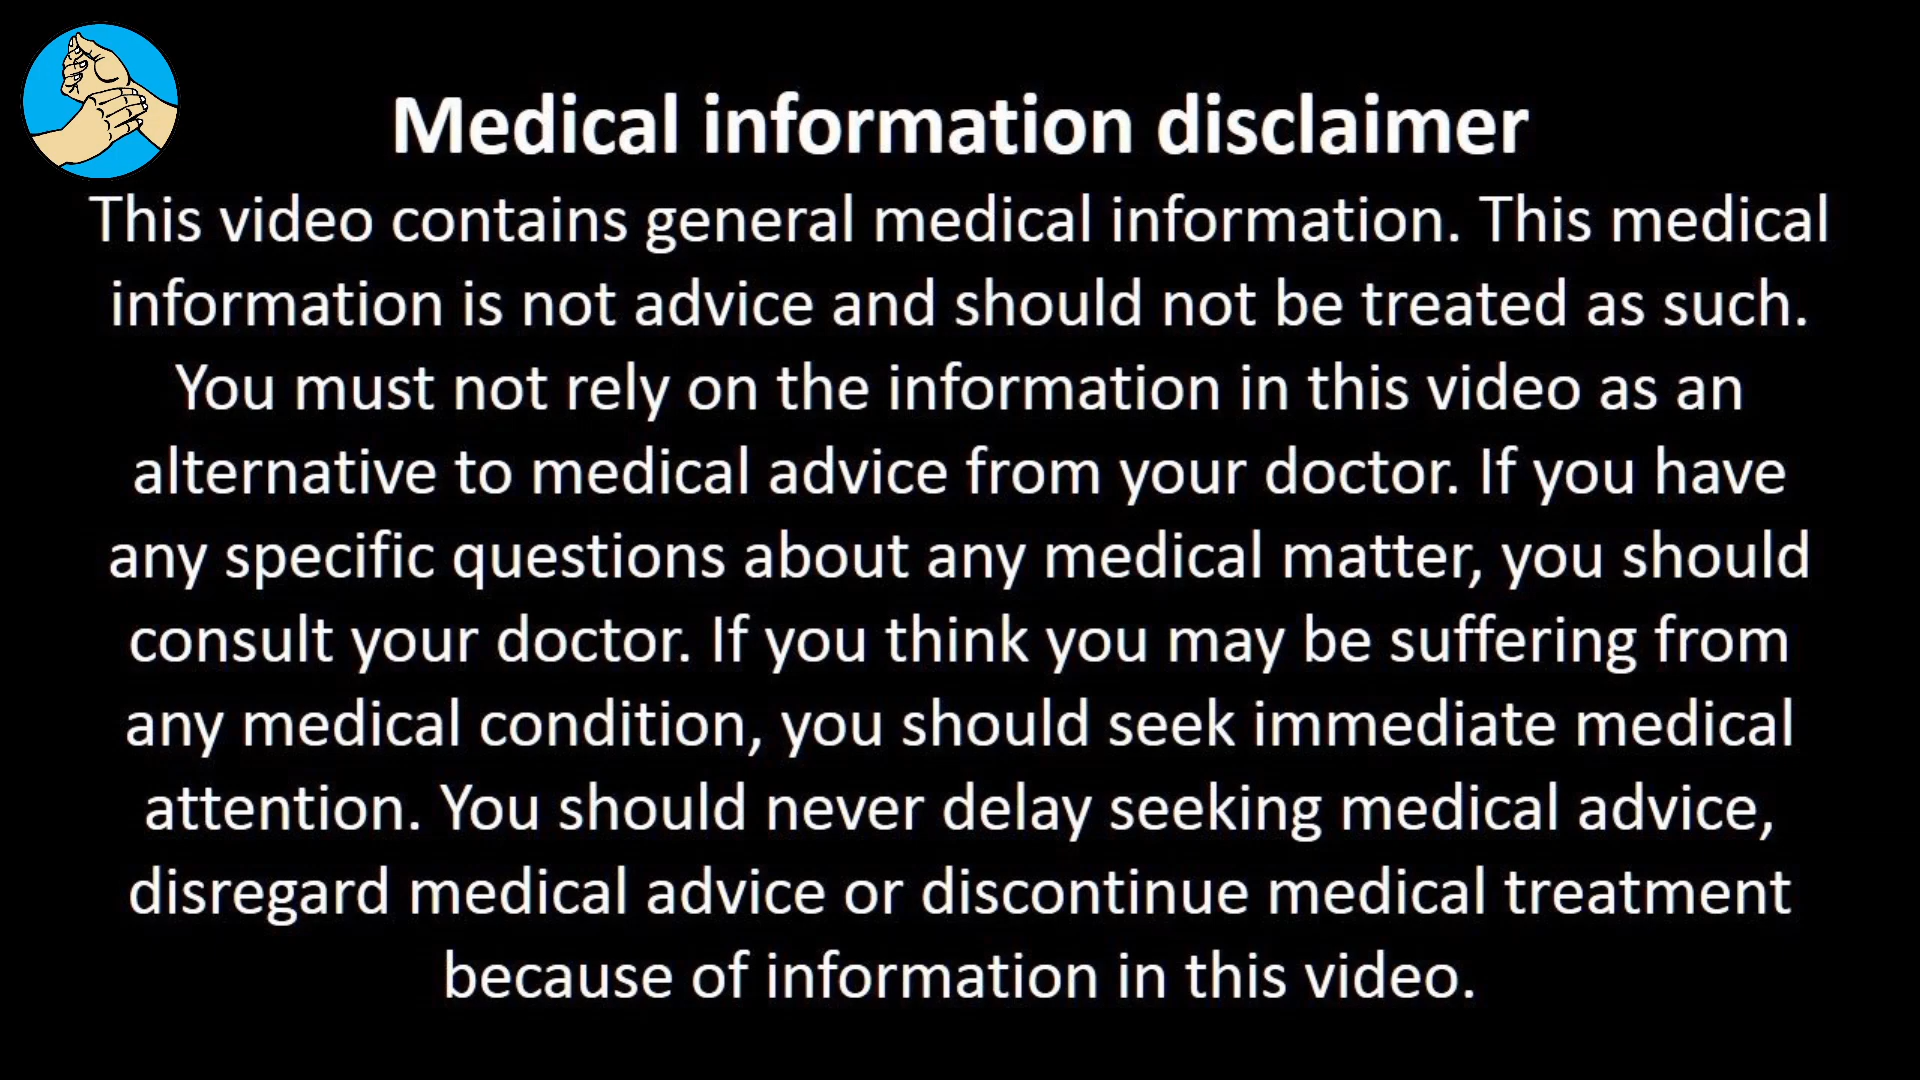 Medical information disclaimer
This video contains general medical information. This medical
information is not advice and should not be treated as such.
You must not rely on the information in this video as an
alternative to medical advice from your doctor. If you have
any specific questions about any medical matter, you should
consult your doctor. If you think you may be suffering from
any medical condition, you should seek immediate medical
attention. You should never delay seeking medical advice,
disregard medical advice or discontinue medical treatment
because of information in this video.